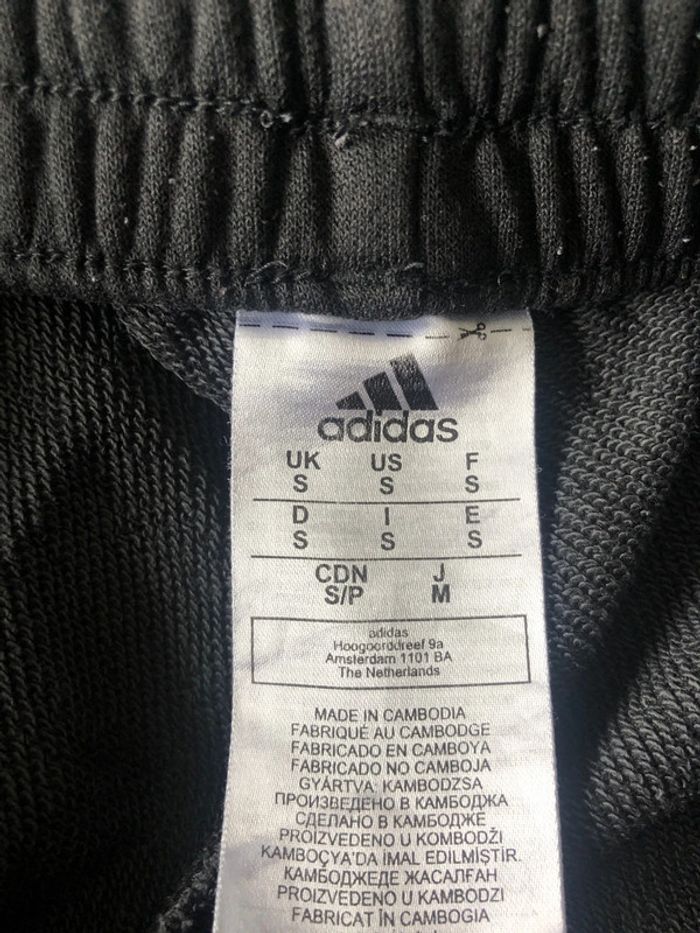 adidas
UK US F
S S S
D I E
S S S
CDN J
S/P M
adidas
Hoogoorddreef 9a
Amsterdam 1101 BA
The Netherlands
MADE IN CAMBODIA
FABRIQUÉ AU CAMBODGE
FABRICADO EN CAMBOYA
FABRICADO NO CAMBOJA
GYÁRTVA: KAMBODZSA
ПРОИЗВЕДЕНО В КАМБОДЖА
СДЕЛАНО В КАМБОДЖЕ
PROIZVEDENO U KOMBODŽI
KAMBOÇYA'DA İMAL EDİLMİŞTİR.
КАМБОДЖЕДЕ ЖАСАЛҒАН
PROIZVEDENO U KAMBODZI
FABRICAT ÎN CAMBOGIA